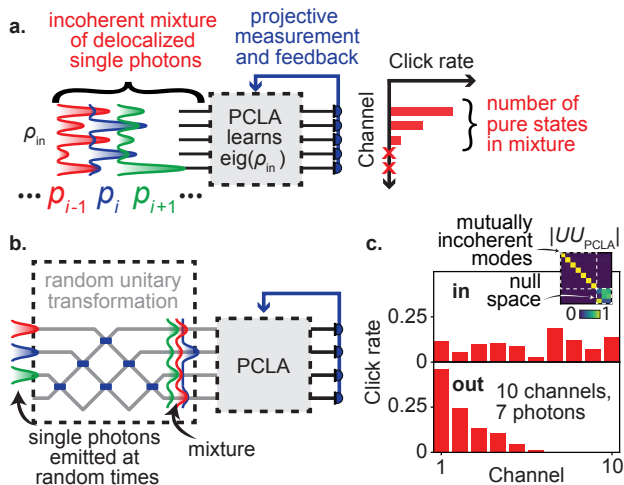 a.
incoherent mixture
of delocalized
single photons
projective
measurement
and feedback
ρin
PCLA
learns
eig(ρin)
Click rate
Channel
number of
pure states
in mixture
... pi-1 pi pi+1 ...
b.
random unitary
transformation
PCLA
single photons
emitted at
random times
mixture
c.
|UUPCLA|
mutually
incoherent
modes
null
space
0 1
in
0.25
0
Click rate
out
10 channels,
7 photons
0.25
0
1 10
Channel